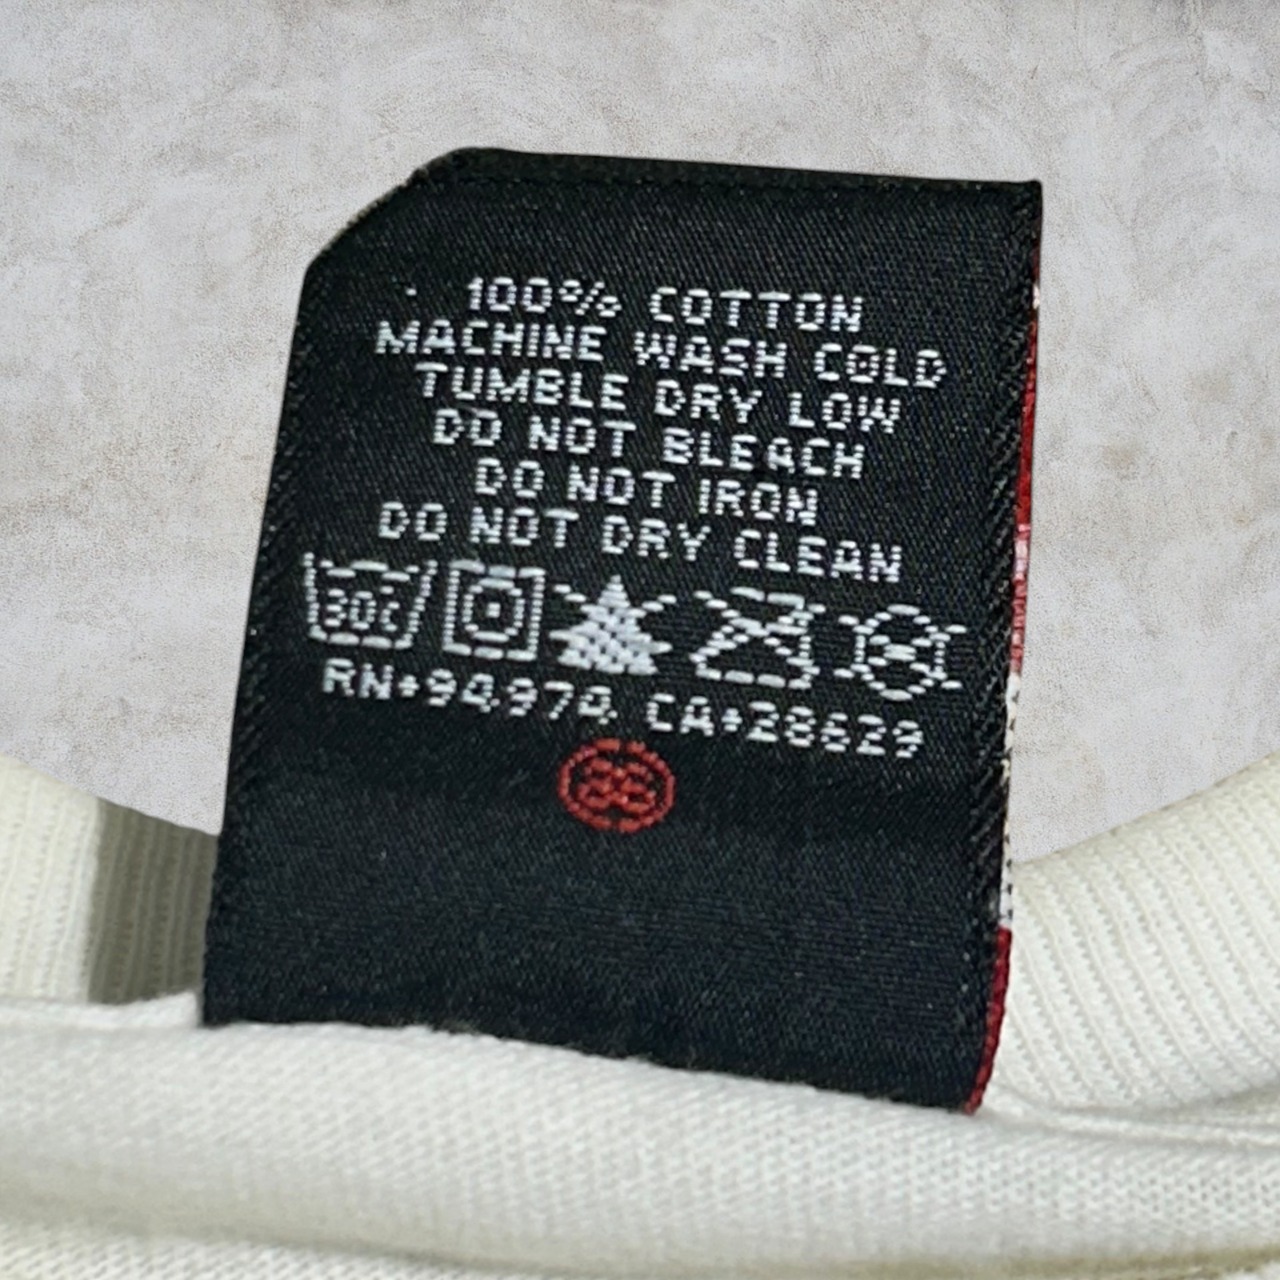 100% COTTON
MACHINE WASH COLD
TUMBLE DRY LOW
DO NOT BLEACH
DO NOT IRON
DO NOT DRY CLEAN
30c
RN#94974 CA#28629